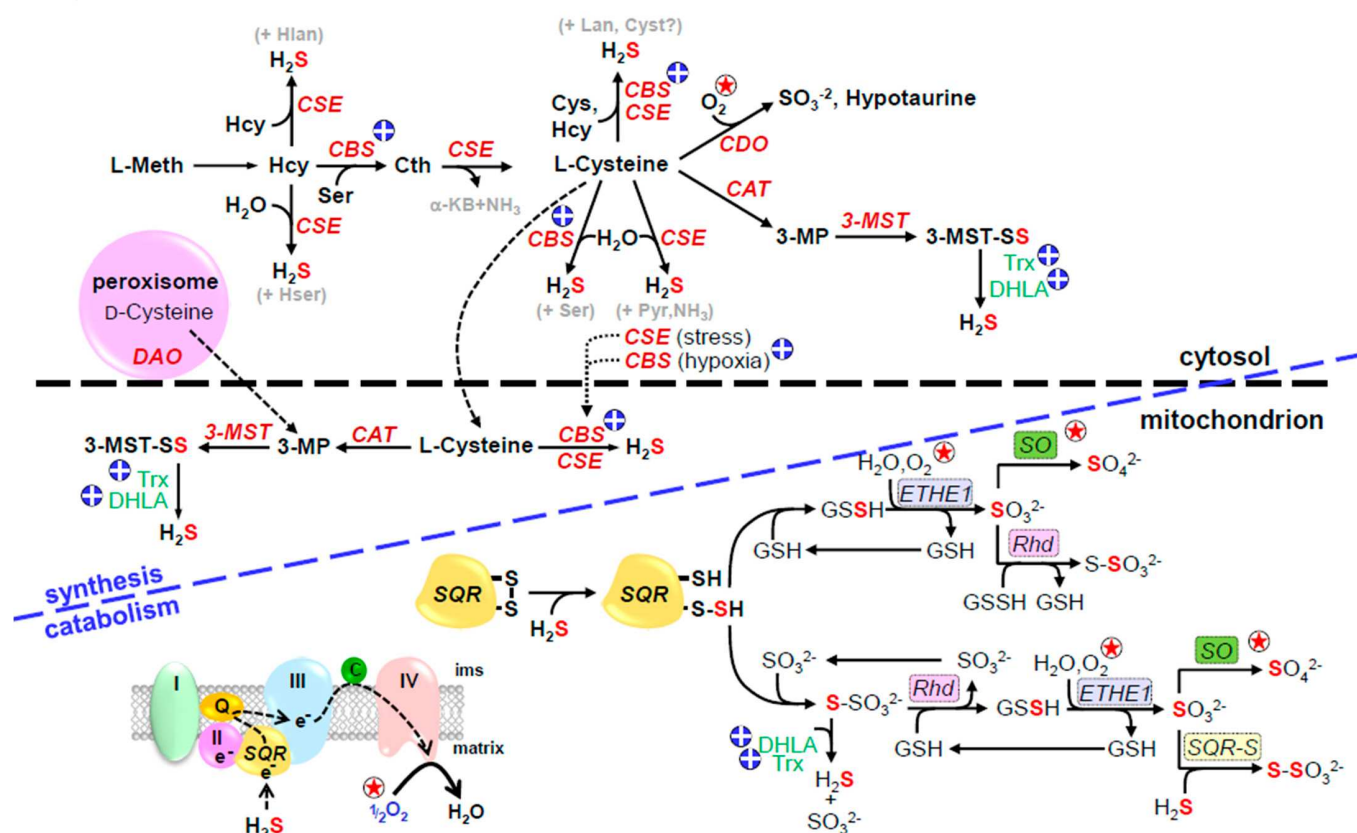 (+ Hlan)
H₂S
CSE
Hcy
L-Meth
Hcy
CBS
Ser
Cth
CSE
α-KB+NH₃
H₂O
CSE
H₂S
(+ Hser)
(+ Lan, Cyst?)
H₂S
CBS
CSE
Cys,
Hcy
L-Cysteine
O₂
SO₃⁻², Hypotaurine
CDO
CAT
3-MP
3-MST
3-MST-SS
Trx
DHLA
H₂S
CBS
H₂O
CSE
H₂S
(+ Ser)
H₂S
(+ Pyr,NH₃)
CSE (stress)
CBS (hypoxia)
peroxisome
D-Cysteine
DAO
cytosol
mitochondrion
3-MST-SS
3-MST
3-MP
CAT
L-Cysteine
CBS
CSE
H₂S
Trx
DHLA
H₂S
synthesis
catabolism
SQR
S
S
H₂S
SQR
SH
S-SH
GSSH
H₂O,O₂
ETHE1
GSH
GSH
SO₃²⁻
SO
SO₄²⁻
Rhd
S-SO₃²⁻
GSSH
GSH
SO₃²⁻
SO₃²⁻
S-SO₃²⁻
Rhd
GSH
GSSH
H₂O,O₂
ETHE1
GSH
SO₃²⁻
SO
SO₄²⁻
SQR-S
S-SO₃²⁻
H₂S
DHLA
Trx
H₂S
+
SO₃²⁻
I
Q
II
e⁻
SQR
e⁻
III
e⁻
C
IV
ims
matrix
½O₂
H₂O
H₂S